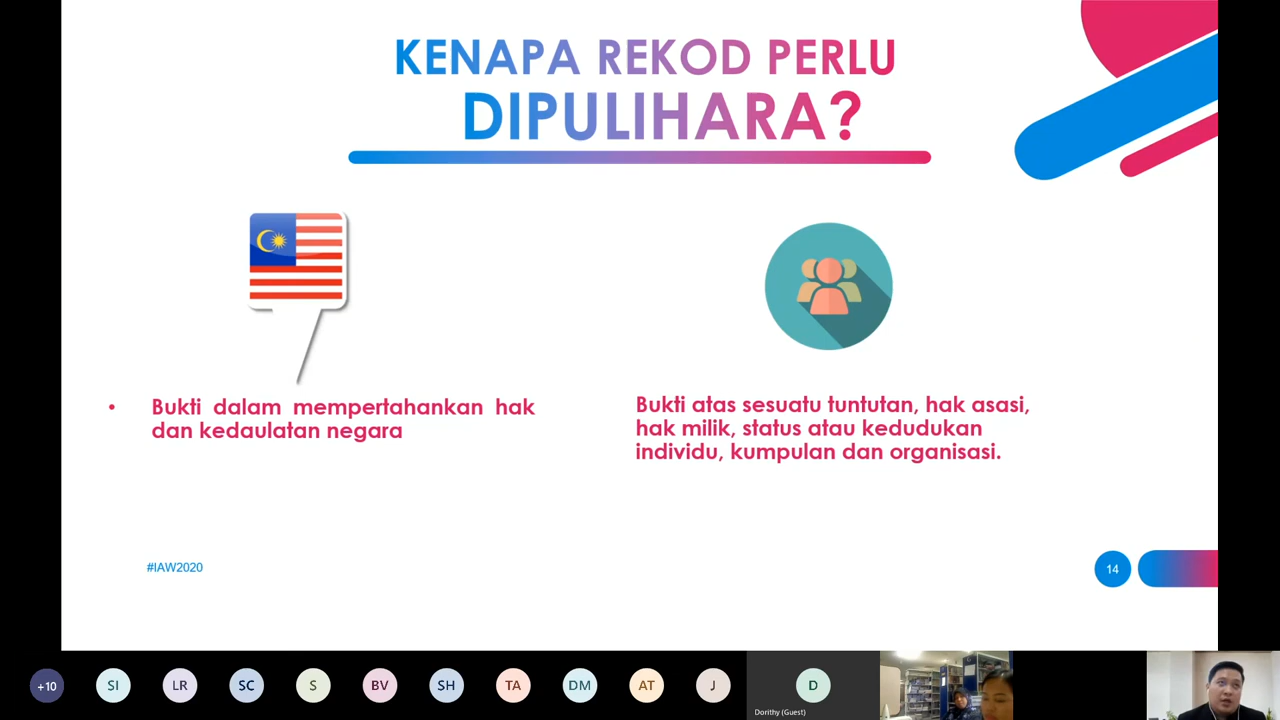 KENAPA REKOD PERLU
DIPULIHARA?
• Bukti dalam mempertahankan hak
dan kedaulatan negara
Bukti atas sesuatu tuntutan, hak asasi,
hak milik, status atau kedudukan
individu, kumpulan dan organisasi.
#IAW2020
14
+10
SI
LR
SC
S
BV
SH
TA
DM
AT
J
D
Dorithy (Guest)